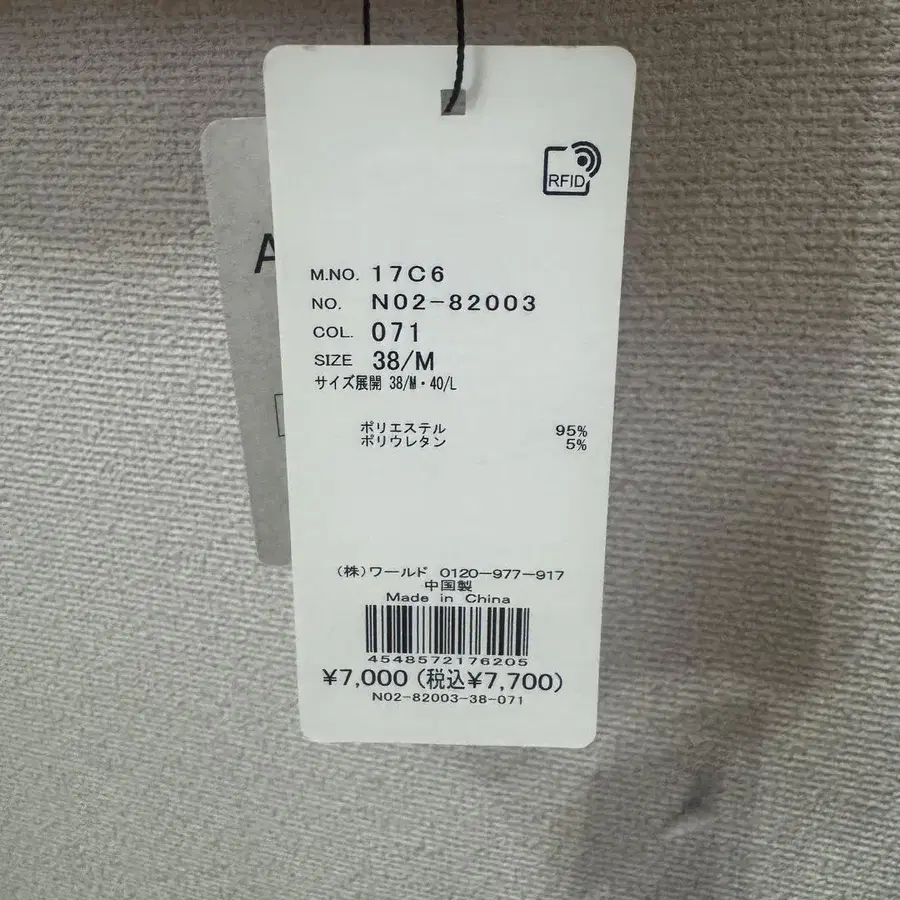 A
RFID
M.NO. 17C6
NO. N02-82003
COL. 071
SIZE 38/M
サイズ展開 38/M・40/L
ポリエステル 95%
ポリウレタン 5%
(株)ワールド 0120-977-917
中国製
Made in China
4548572176205
¥7,000 (税込¥7,700)
N02-82003-38-071